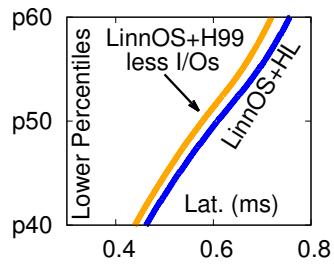 p60
p50
p40
Lower Percentiles
LinnOS+H99
less I/Os
LinnOS+HL
Lat. (ms)
0.4
0.6
0.8